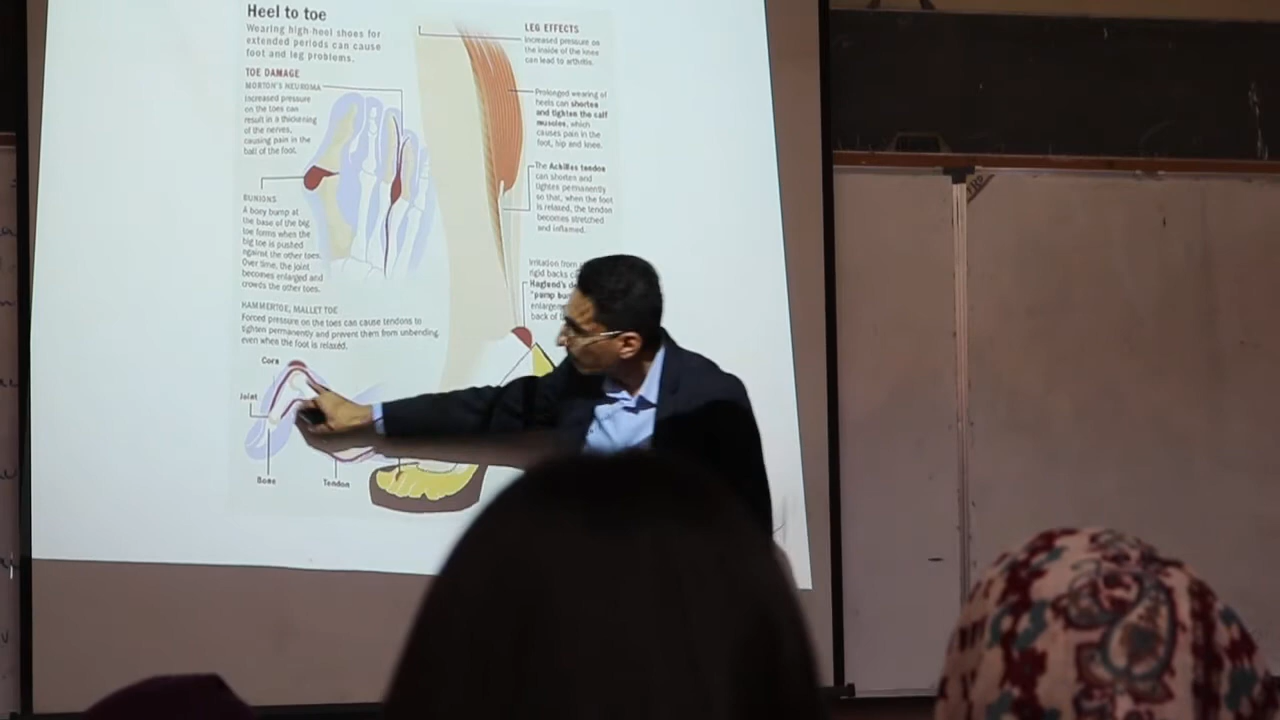 Heel to toe
Wearing high-heel shoes for
extended periods can cause
foot and leg problems.
TOE DAMAGE
MORTON'S NEUROMA
Increased pressure
on the toes can
result in a thickening
of the nerves,
causing pain in the
ball of the foot.
BUNIONS
A bony bump at
the base of the big
toe forms when the
big toe is pushed
against the other toes.
Over time, the joint
becomes enlarged and
crowds the other toes.
HAMMERTOE, MALLET TOE
Forced pressure on the toes can cause tendons to
tighten permanently and prevent them from unbending,
even when the foot is relaxed.
Corn
Joint
Bone
Tendon
LEG EFFECTS
Increased pressure on
the inside of the knee
can lead to arthritis.
Prolonged wearing of
heels can shorten
and tighten the calf
muscles, which
causes pain in the
foot, hip and knee.
The Achilles tendon
can shorten and
tighten permanently
so that, when the foot
is relaxed, the tendon
becomes stretched
and inflamed.
Irritation from
rigid backs
Haglund's
"pump
back of